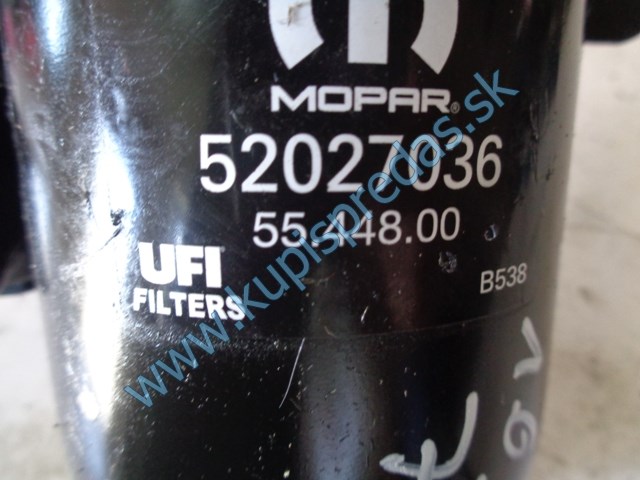 MOPAR®
52027036
55.448.00
UFI
FILTERS
B538
www.kupispredas.sk